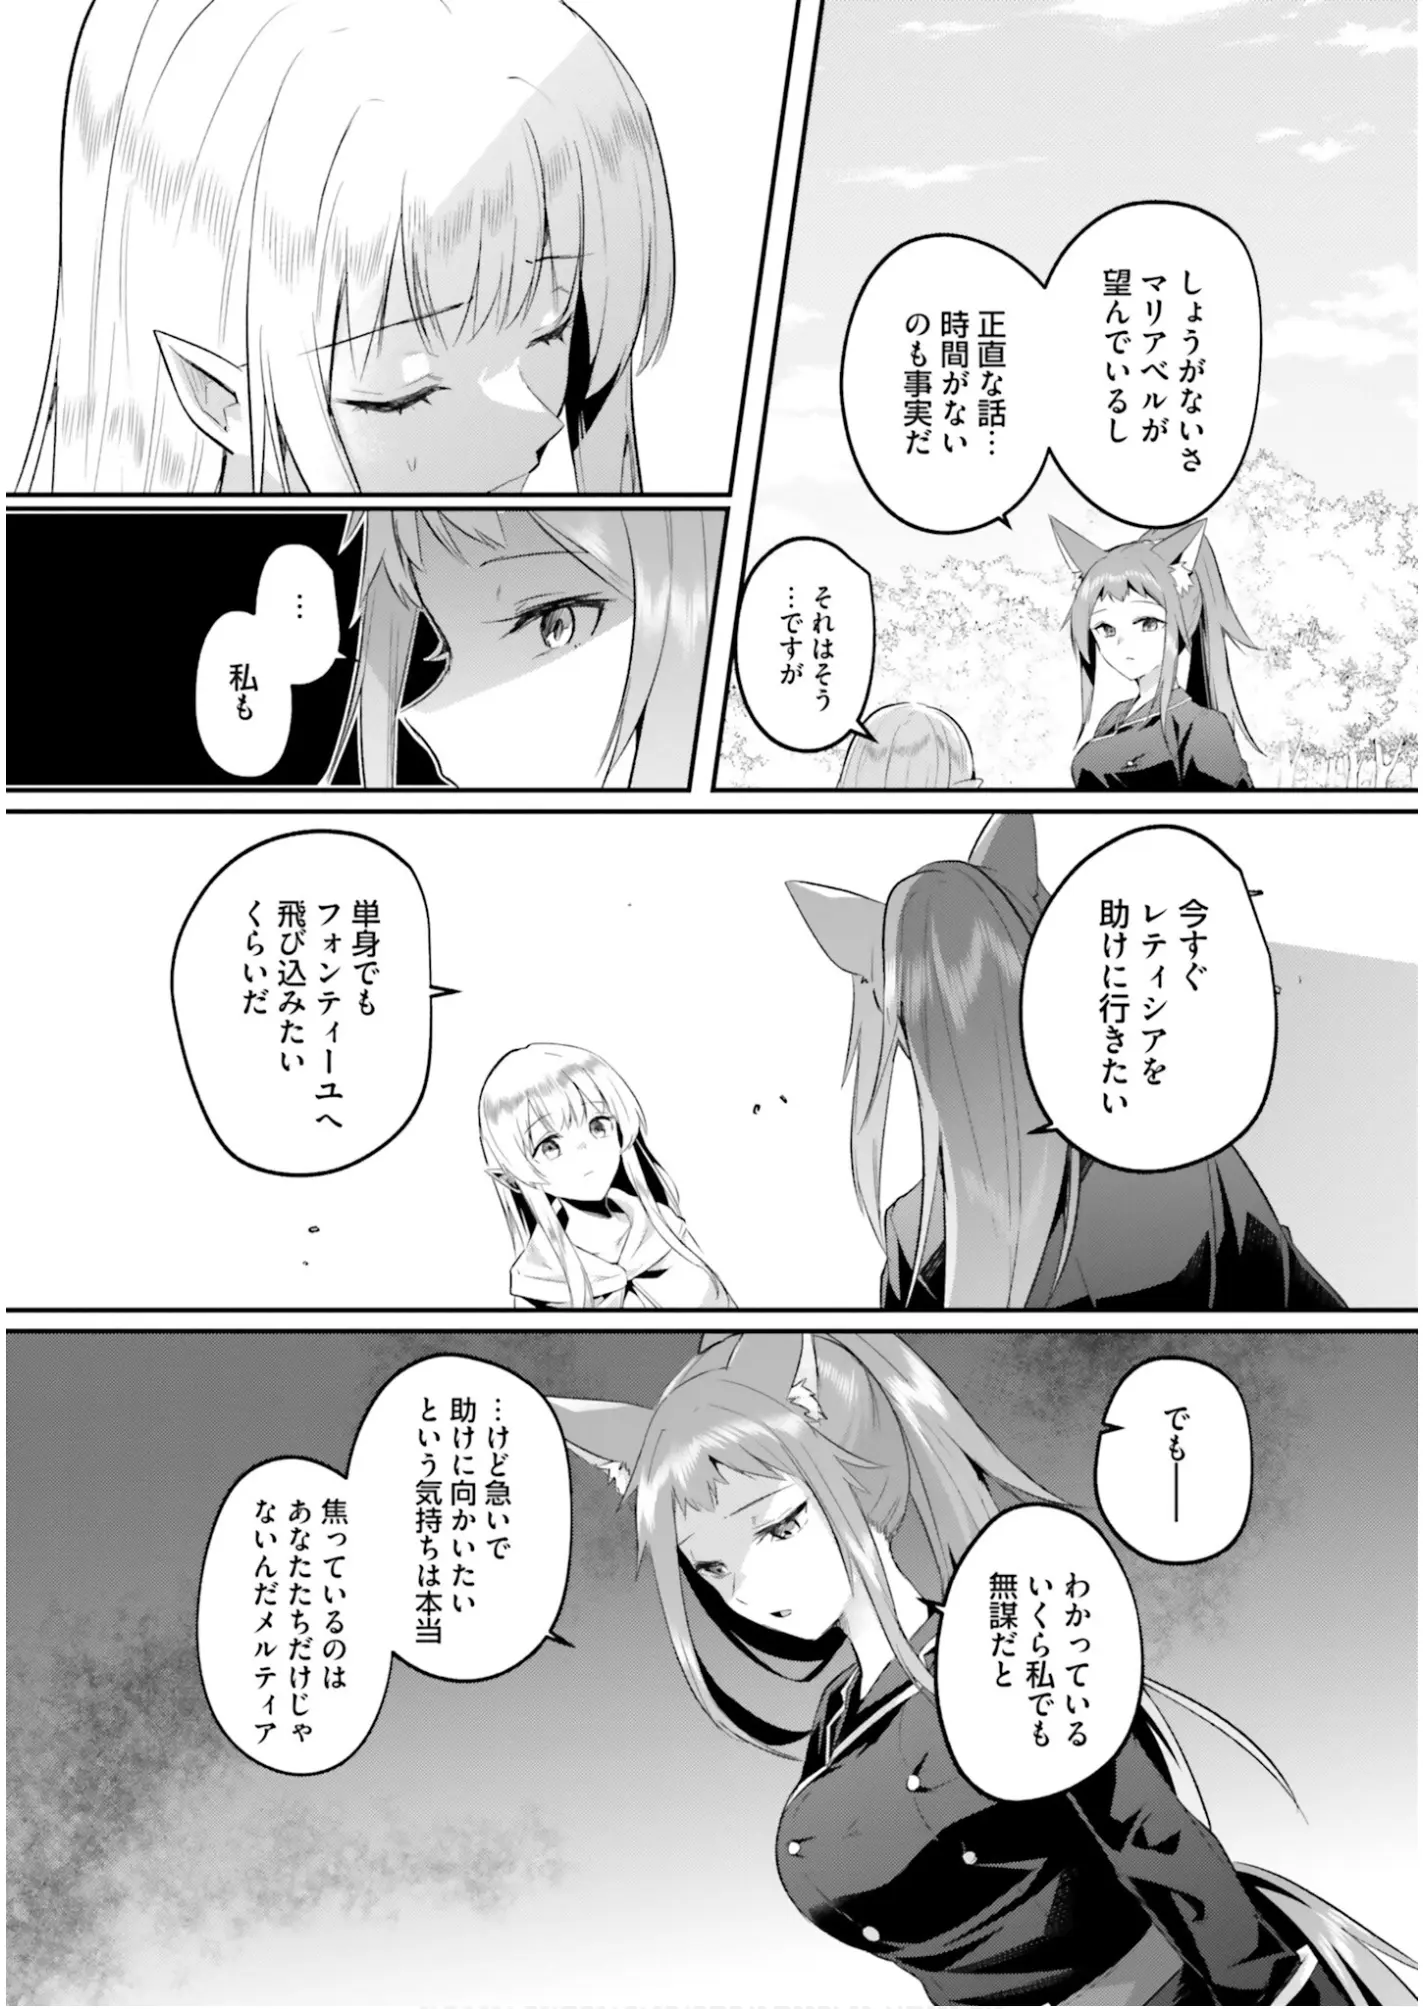 しょうがないさ
マリアベルが
望んでいるし
正直な話…
時間がない
のも事実だ
それはそう
…ですが
…
私も
今すぐ
レティシアを
助けに行きたい
単身でも
フォンティーユへ
飛び込みたい
くらいだ
でも――
わかっている
いくら私でも
無謀だと
…けど急いで
助けに向かいたい
という気持ちは本当
焦っているのは
あなたたちだけじゃ
ないんだメルティア